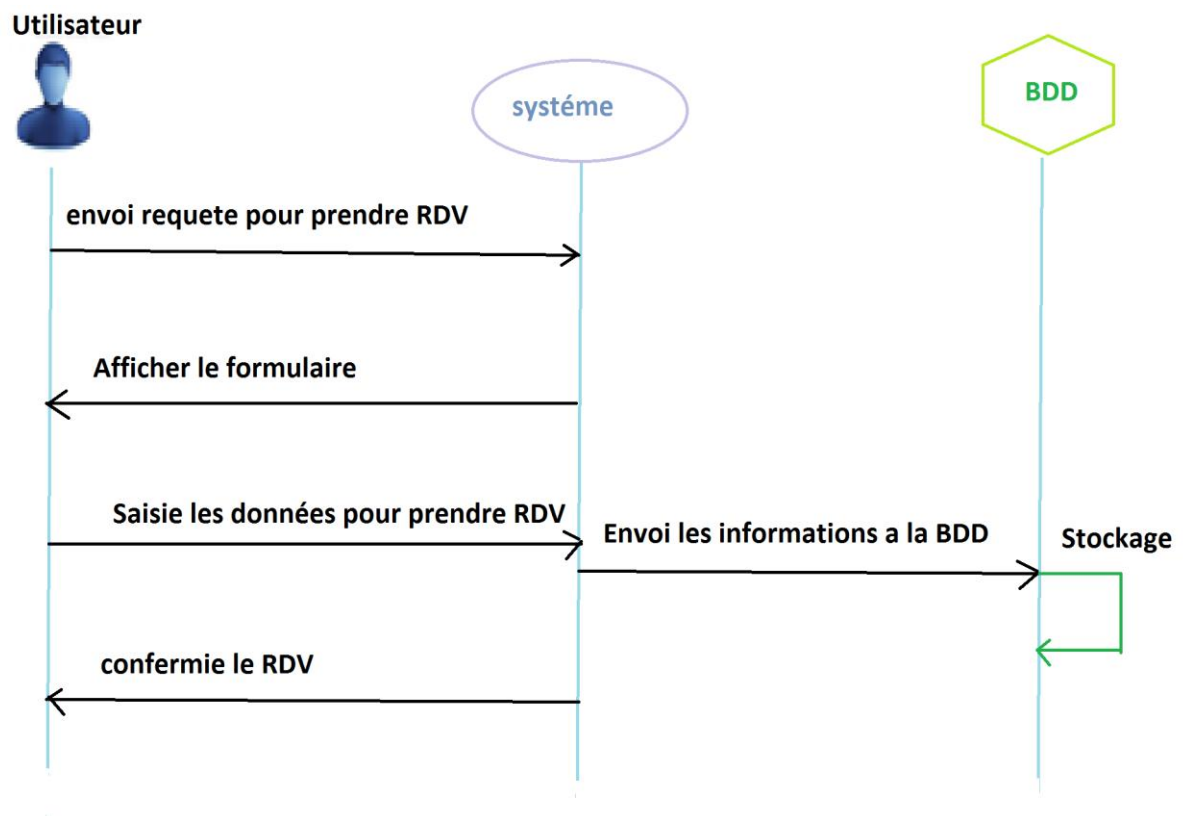 Utilisateur
systéme
BDD
envoi requete pour prendre RDV
Afficher le formulaire
Saisie les données pour prendre RDV
Envoi les informations a la BDD
Stockage
confermie le RDV